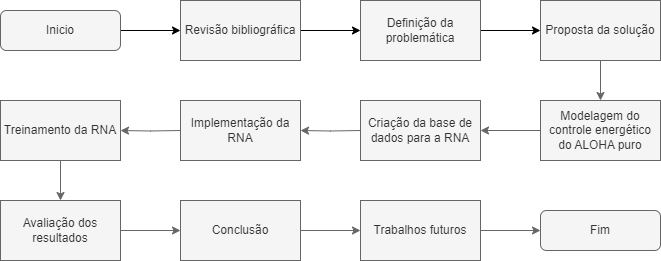 Inicio
Revisão bibliográfica
Definição da
problemática
Proposta da solução
Modelagem do
controle energético
do ALOHA puro
Criação da base de
dados para a RNA
Implementação da
RNA
Treinamento da RNA
Avaliação dos
resultados
Conclusão
Trabalhos futuros
Fim